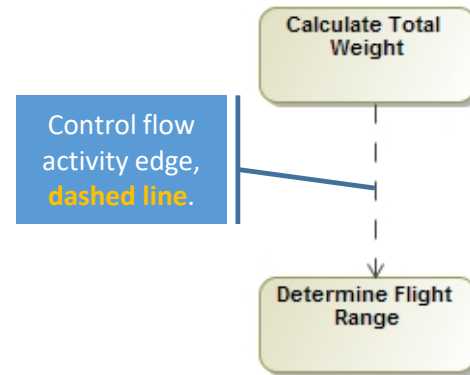 Calculate Total
Weight
Control flow
activity edge,
dashed line.
Determine Flight
Range